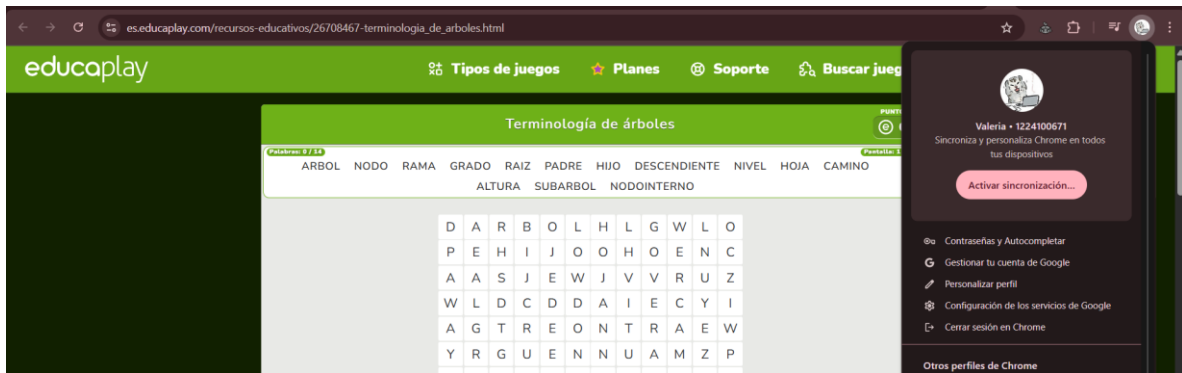 es.educaplay.com/recursos-educativos/26708467-terminologia_de_arboles.html
educaplay
Tipos de juegos
Planes
Soporte
Buscar jueg
Terminología de árboles
Palabras: 0 / 14
ARBOL NODO RAMA GRADO RAIZ PADRE HIJO DESCENDIENTE NIVEL HOJA CAMINO
ALTURA SUBARBOL NODOINTERNO
D A R B O L H L G W L O
P E H I J O O H O E N C
A A S J E W J V V R U Z
W L D C D D A I E C Y I
A G T R E O N T R A E W
Y R G U E N N U A M Z P
Valeria • 1224100671
Sincroniza y personaliza Chrome en todos
tus dispositivos
Activar sincronización...
Contraseñas y Autocompletar
Gestionar tu cuenta de Google
Personalizar perfil
Configuración de los servicios de Google
Cerrar sesión en Chrome
Otros perfiles de Chrome